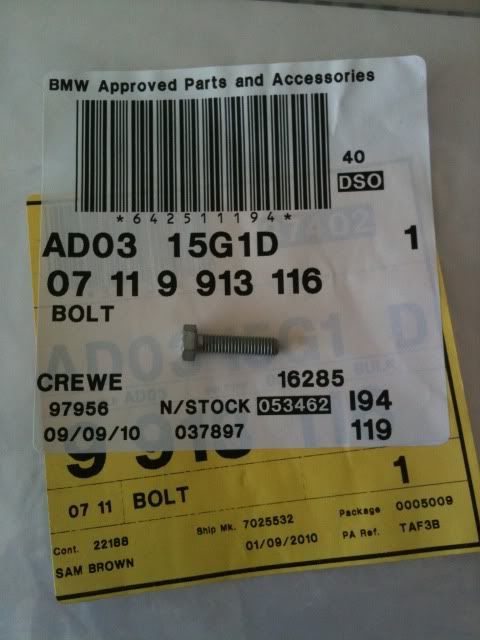 BMW Approved Parts and Accessories
40
DSO
*642511194*
AD03 15G1D 1
07 11 9 913 116
BOLT
CREWE 16285
97956 N/STOCK 053462 I94
09/09/10 037897 119
9 913
1
07 11 BOLT
Ship Mk. 7025532 Package 0005009
Cont. 22188 01/09/2010 PA Ref. TAF3B
SAM BROWN